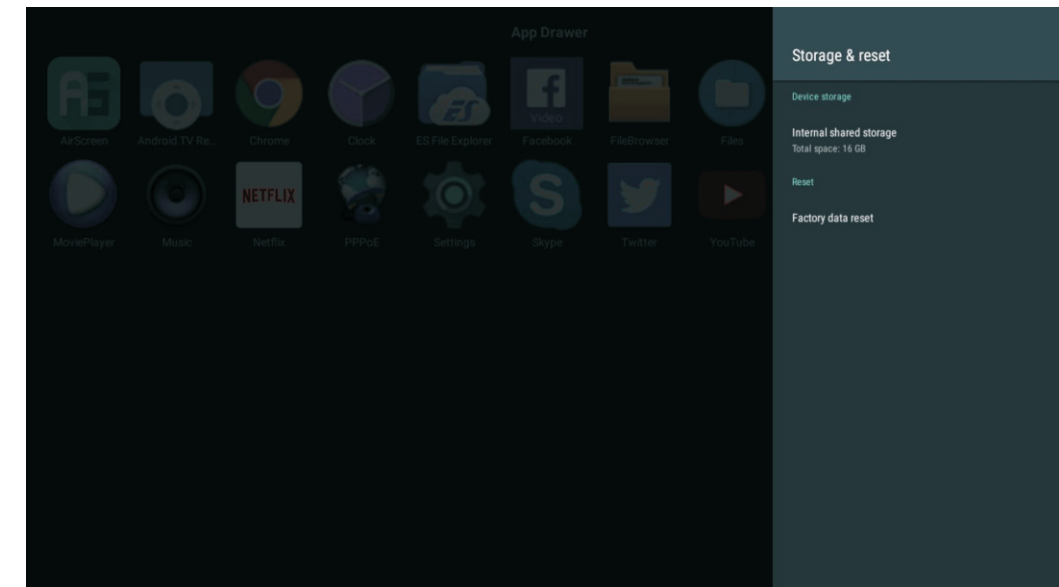 App Drawer
AirScreen
Android TV Re...
Chrome
Clock
ES File Explorer
Video
Facebook
FileBrowser
Files
NETFLIX
MoviePlayer
Music
Netflix
PPPoE
Settings
Skype
Twitter
YouTube
Storage & reset
Device storage
Internal shared storage
Total space: 16 GB
Reset
Factory data reset